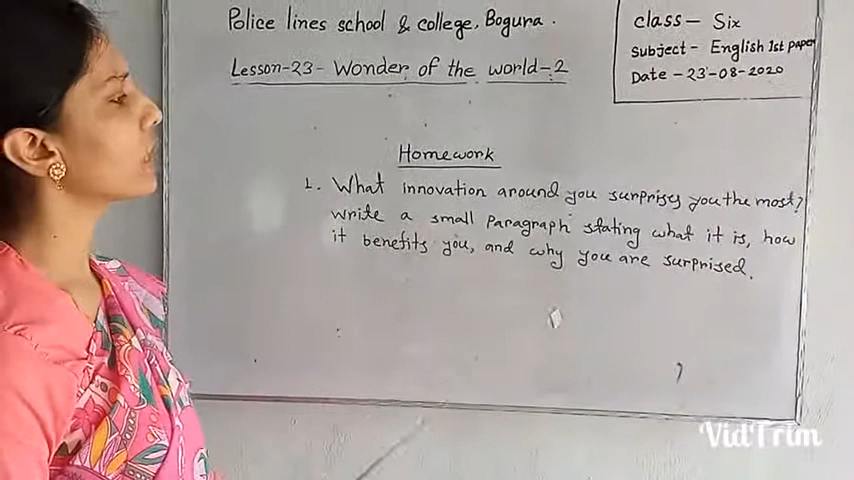 Police lines school & college, Bogura.
Lesson-23- Wonder of the world-2
class- Six
subject- English 1st paper
Date -23-08-2020
Homework
1. What innovation around you surprises you the most?
write a small paragraph stating what it is, how
it benefits you, and why you are surprised.
VidTrim